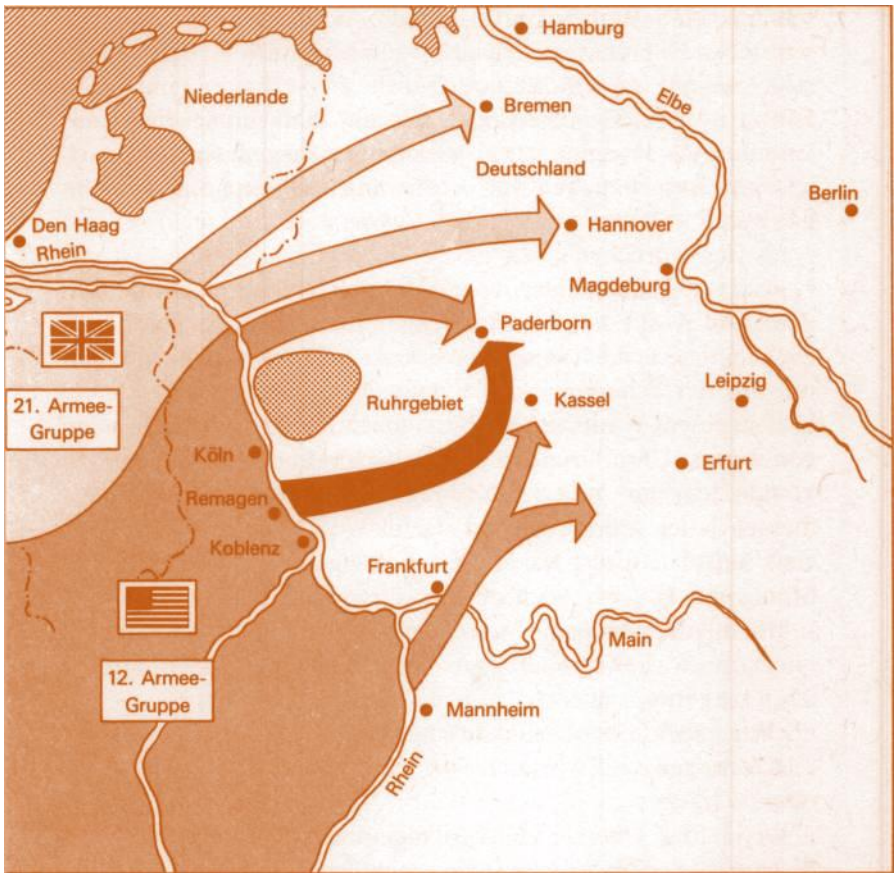 Hamburg
Elbe
Niederlande
Bremen
Deutschland
Berlin
Den Haag
Rhein
Hannover
Magdeburg
Paderborn
21. Armee-
Gruppe
Ruhrgebiet
Kassel
Leipzig
Köln
Erfurt
Remagen
Koblenz
Frankfurt
Main
12. Armee-
Gruppe
Mannheim
Rhein